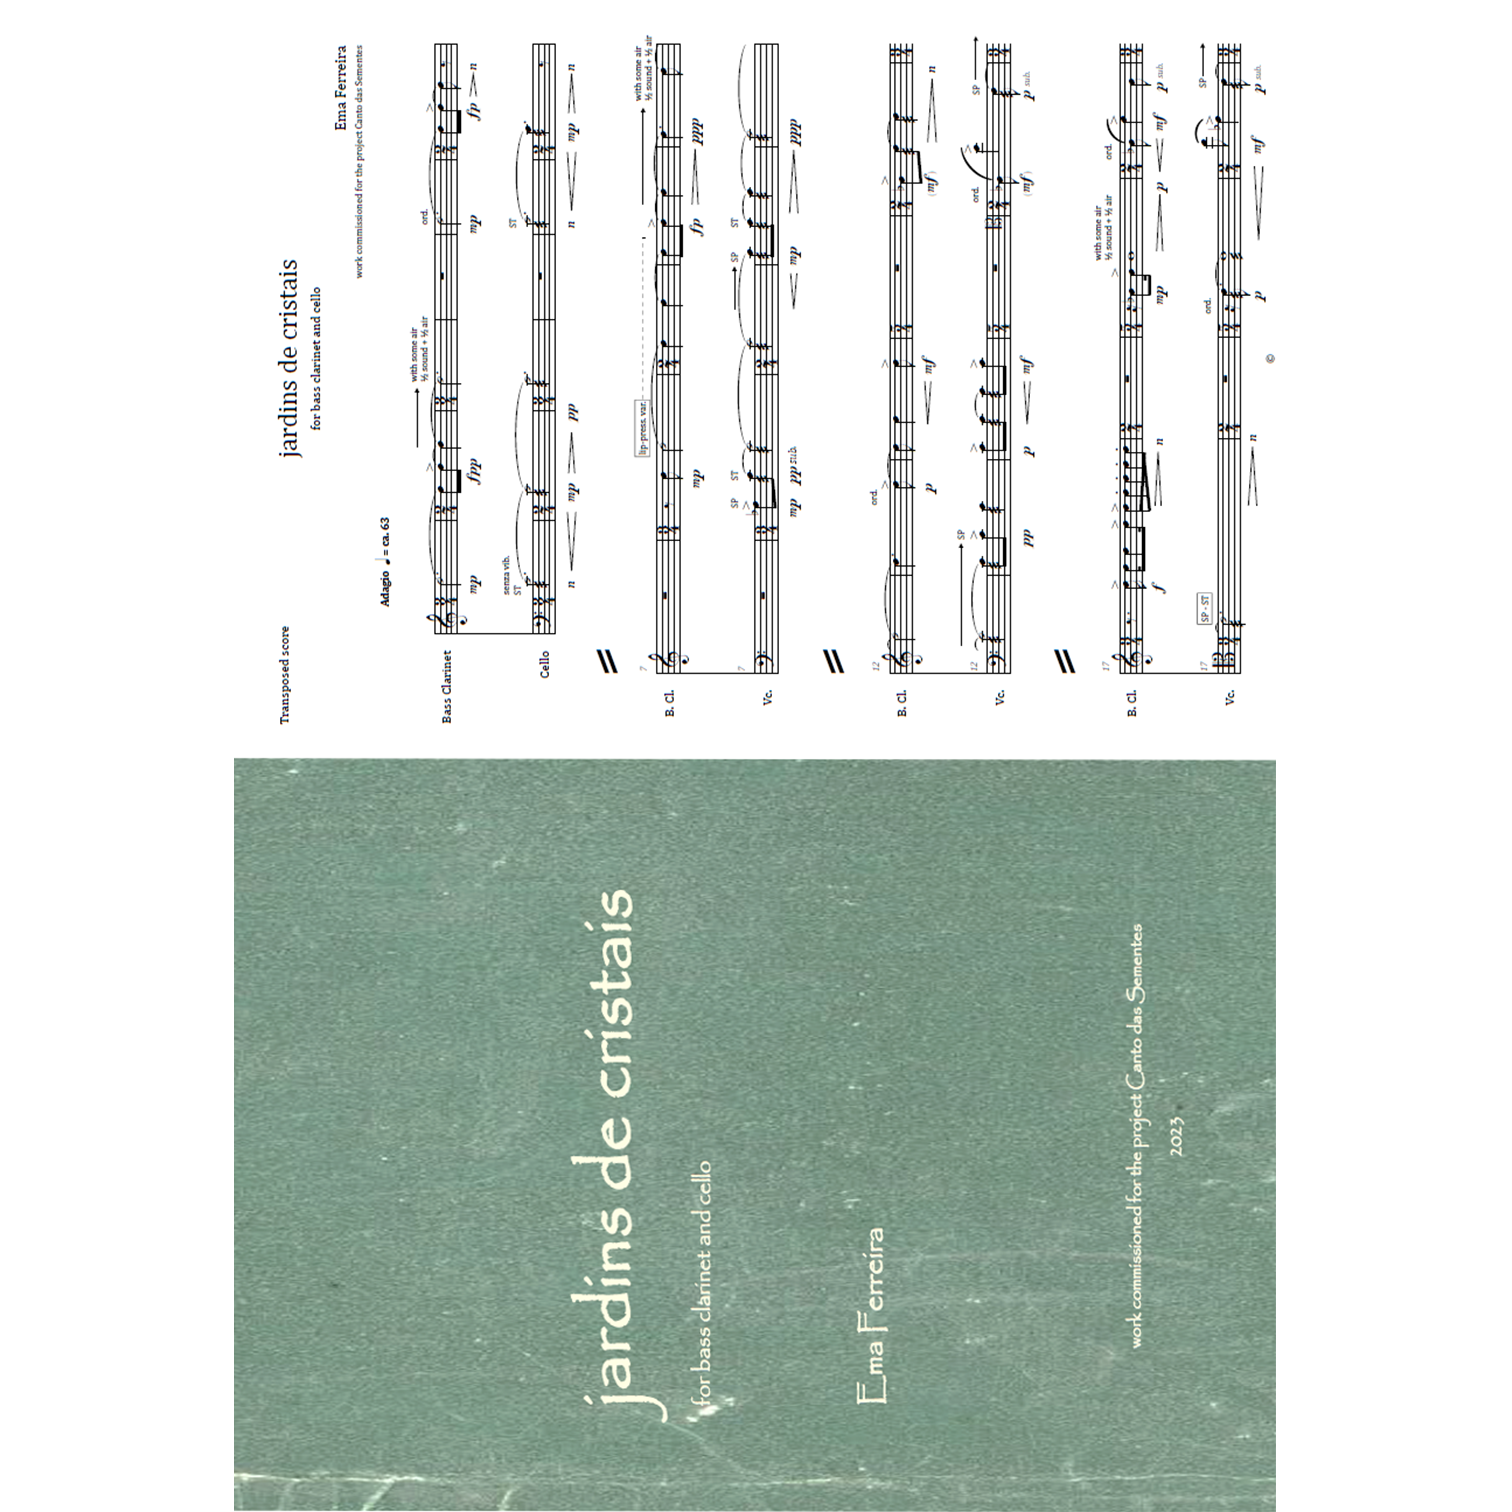 jardins de cristais
for bass clarinet and cello
Ema Ferreira
work commissioned for the project Canto das Sementes
2023
Transposed score
jardins de cristais
for bass clarinet and cello
Ema Ferreira
work commissioned for the project Canto das Sementes
Adagio ♩ = ca. 63
with some air
½ sound + ½ air
ord.
Bass Clarinet
mp
fpp
mp
fp
n
senza vib.
ST
ST
Cello
n
mp
pp
n
mp
n
7
lip-press. var.
with some air
½ sound + ½ air
B. Cl.
mp
fp
ppp
7
SP
ST
SP
ST
Vc.
mp
pp sub.
mp
ppp
12
ord.
B. Cl.
p
mf
(mf)
n
12
SP
ord.
SP
Vc.
pp
p
mf
(mf)
p sub.
17
with some air
½ sound + ½ air
ord.
B. Cl.
f
n
mp
p
mf
p sub.
17
SP - ST
ord.
SP
Vc.
n
p
mf
p sub.
©